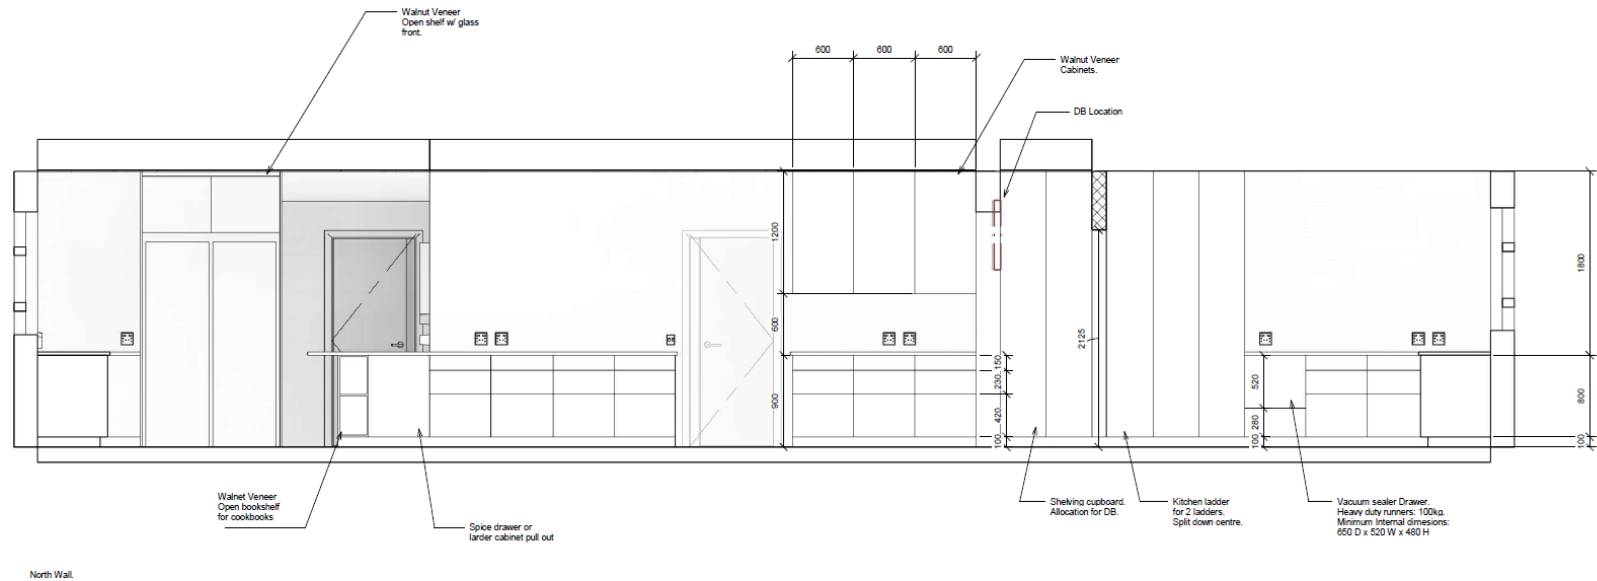 Walnut Veneer
Open shelf w/ glass
front.
600
600
600
Walnut Veneer
Cabinets.
DB Location
1200
600
900
150
230
420
100
2125
520
280
100
1800
800
100
Walnet Veneer
Open bookshelf
for cookbooks
Spice drawer or
larder cabinet pull out
Shelving cupboard.
Allocation for DB.
Kitchen ladder
for 2 ladders.
Split down centre.
Vacuum sealer Drawer.
Heavy duty runners: 100kg.
Minimum Internal dimesions:
650 D x 520 W x 480 H
North Wall.